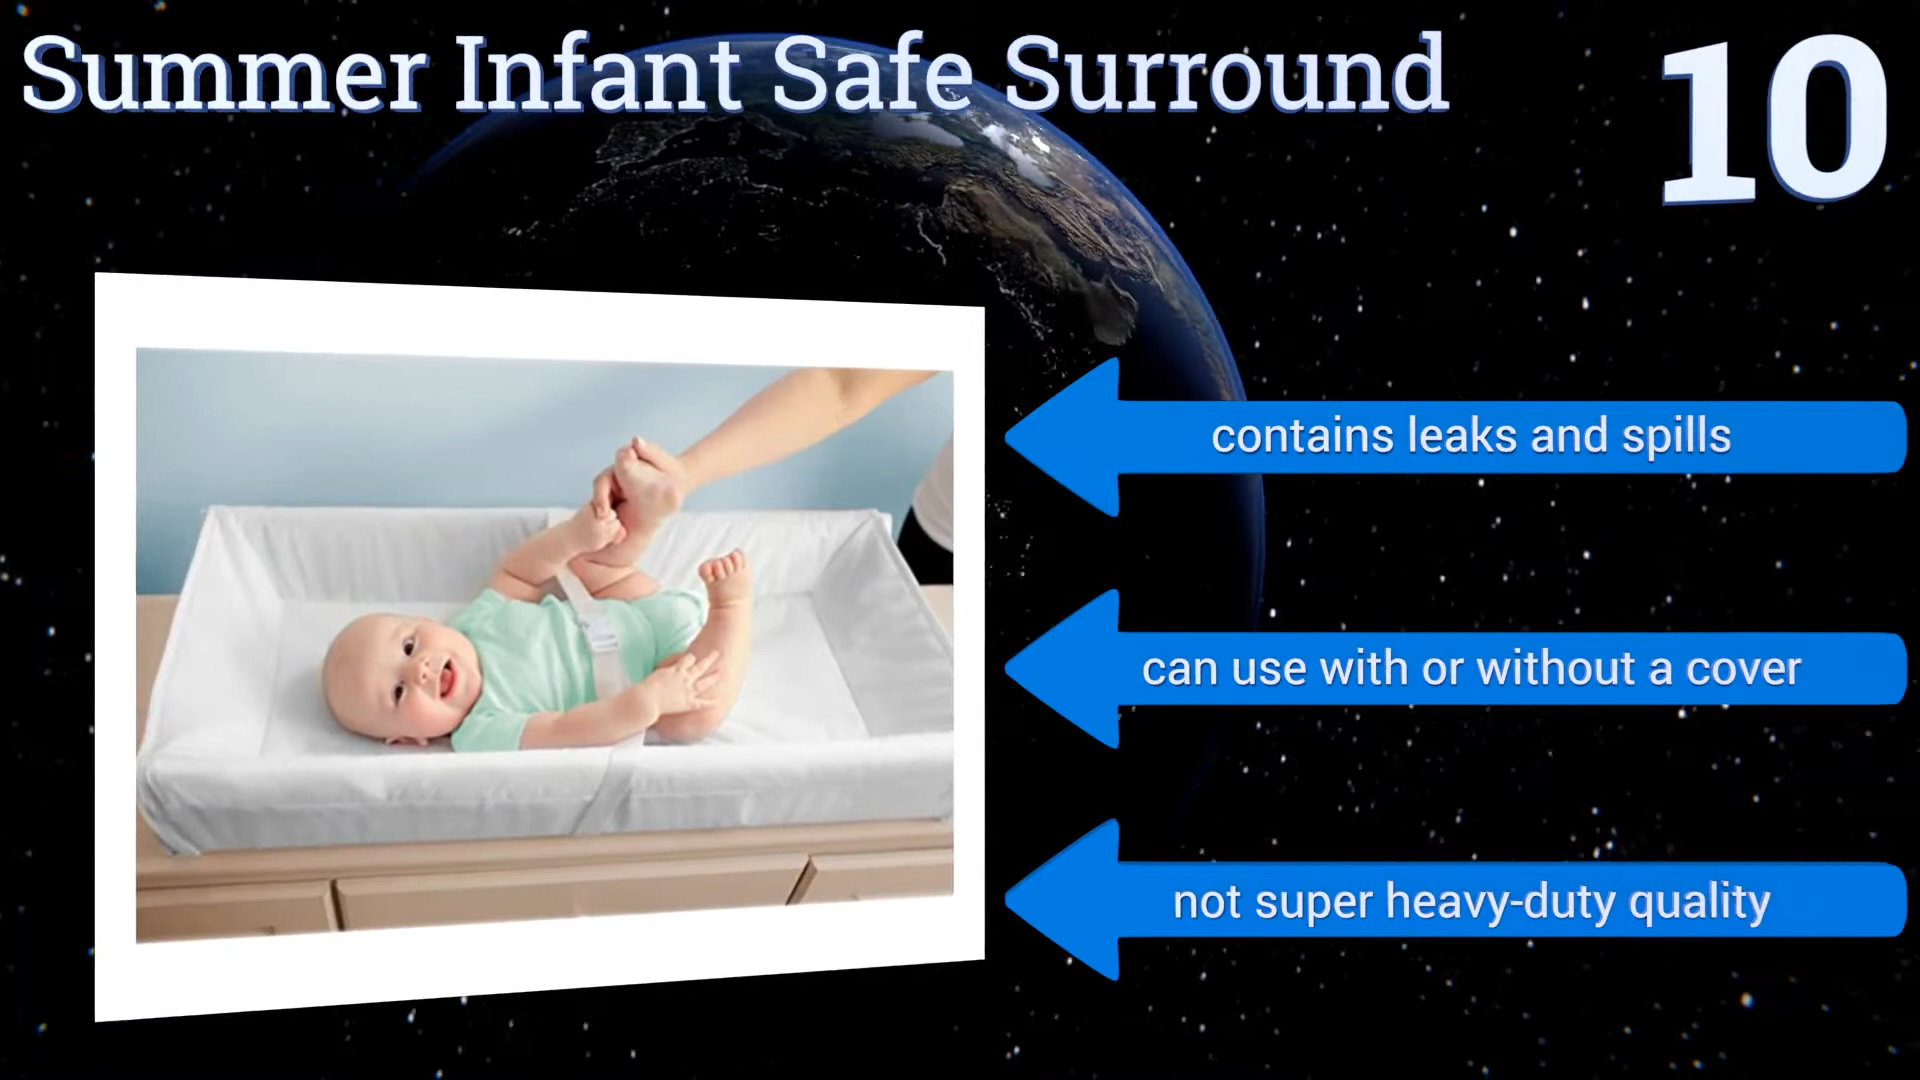 Summer Infant Safe Surround
10
contains leaks and spills
can use with or without a cover
not super heavy-duty quality